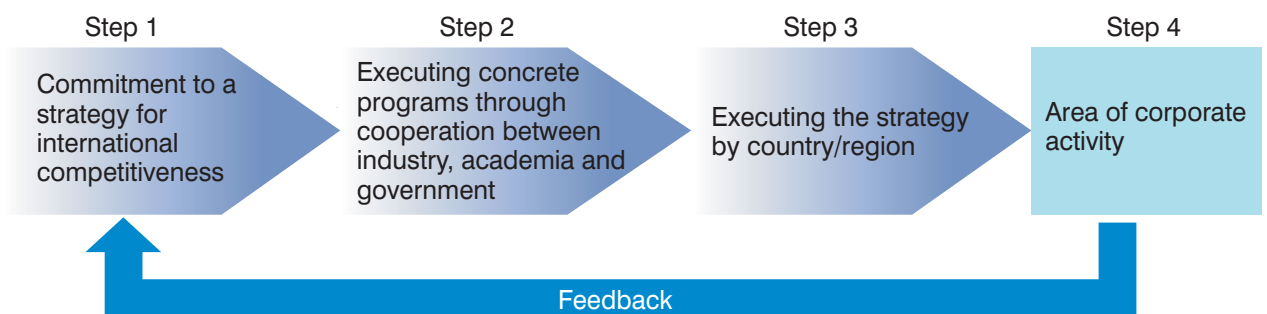 Step 1
Commitment to a
strategy for
international
competitiveness
Step 2
Executing concrete
programs through
cooperation between
industry, academia and
government
Step 3
Executing the strategy
by country/region
Step 4
Area of corporate
activity
Feedback